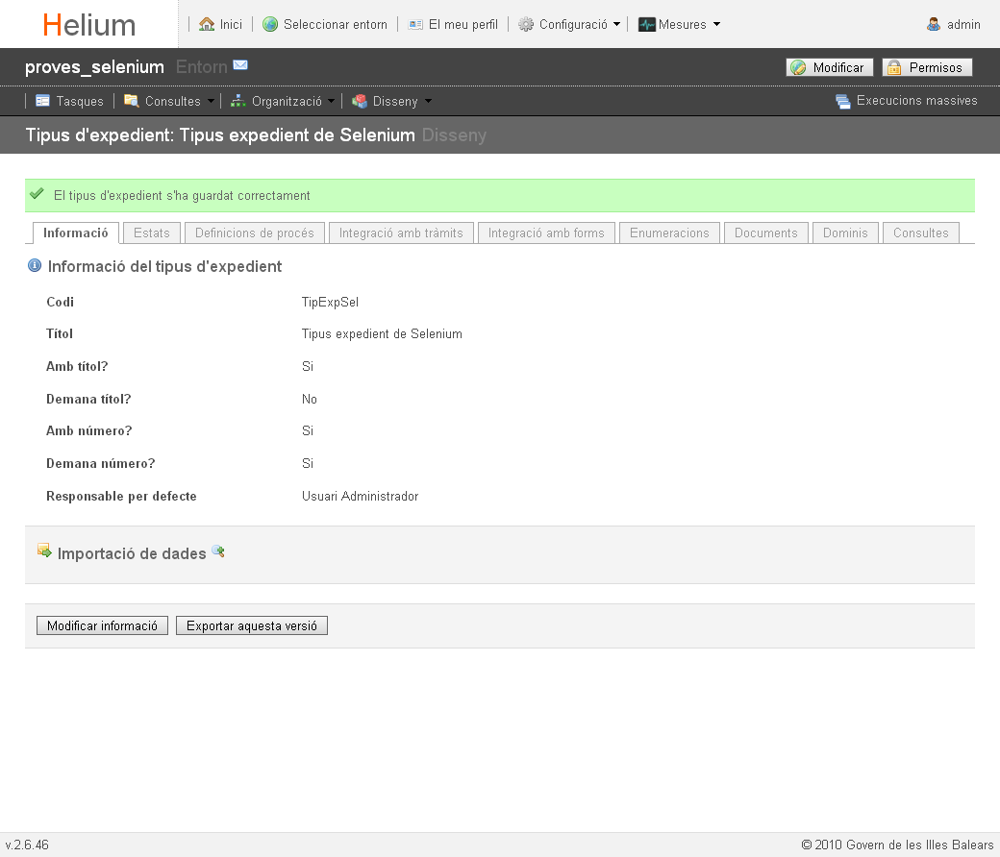 Helium
Inici Seleccionar entorn El meu perfil Configuració Mesures admin
proves_selenium Entorn Modificar Permisos
Tasques Consultes Organització Disseny Execucions massives
Tipus d'expedient: Tipus expedient de Selenium Disseny
El tipus d'expedient s'ha guardat correctament
Informació Estats Definicions de procés Integració amb tràmits Integració amb forms Enumeracions Documents Dominis Consultes
Informació del tipus d'expedient
Codi TipExpSel
Títol Tipus expedient de Selenium
Amb títol? Si
Demana títol? No
Amb número? Si
Demana número? Si
Responsable per defecte Usuari Administrador
Importació de dades
Modificar informació Exportar aquesta versió
v.2.6.46 © 2010 Govern de les Illes Balears